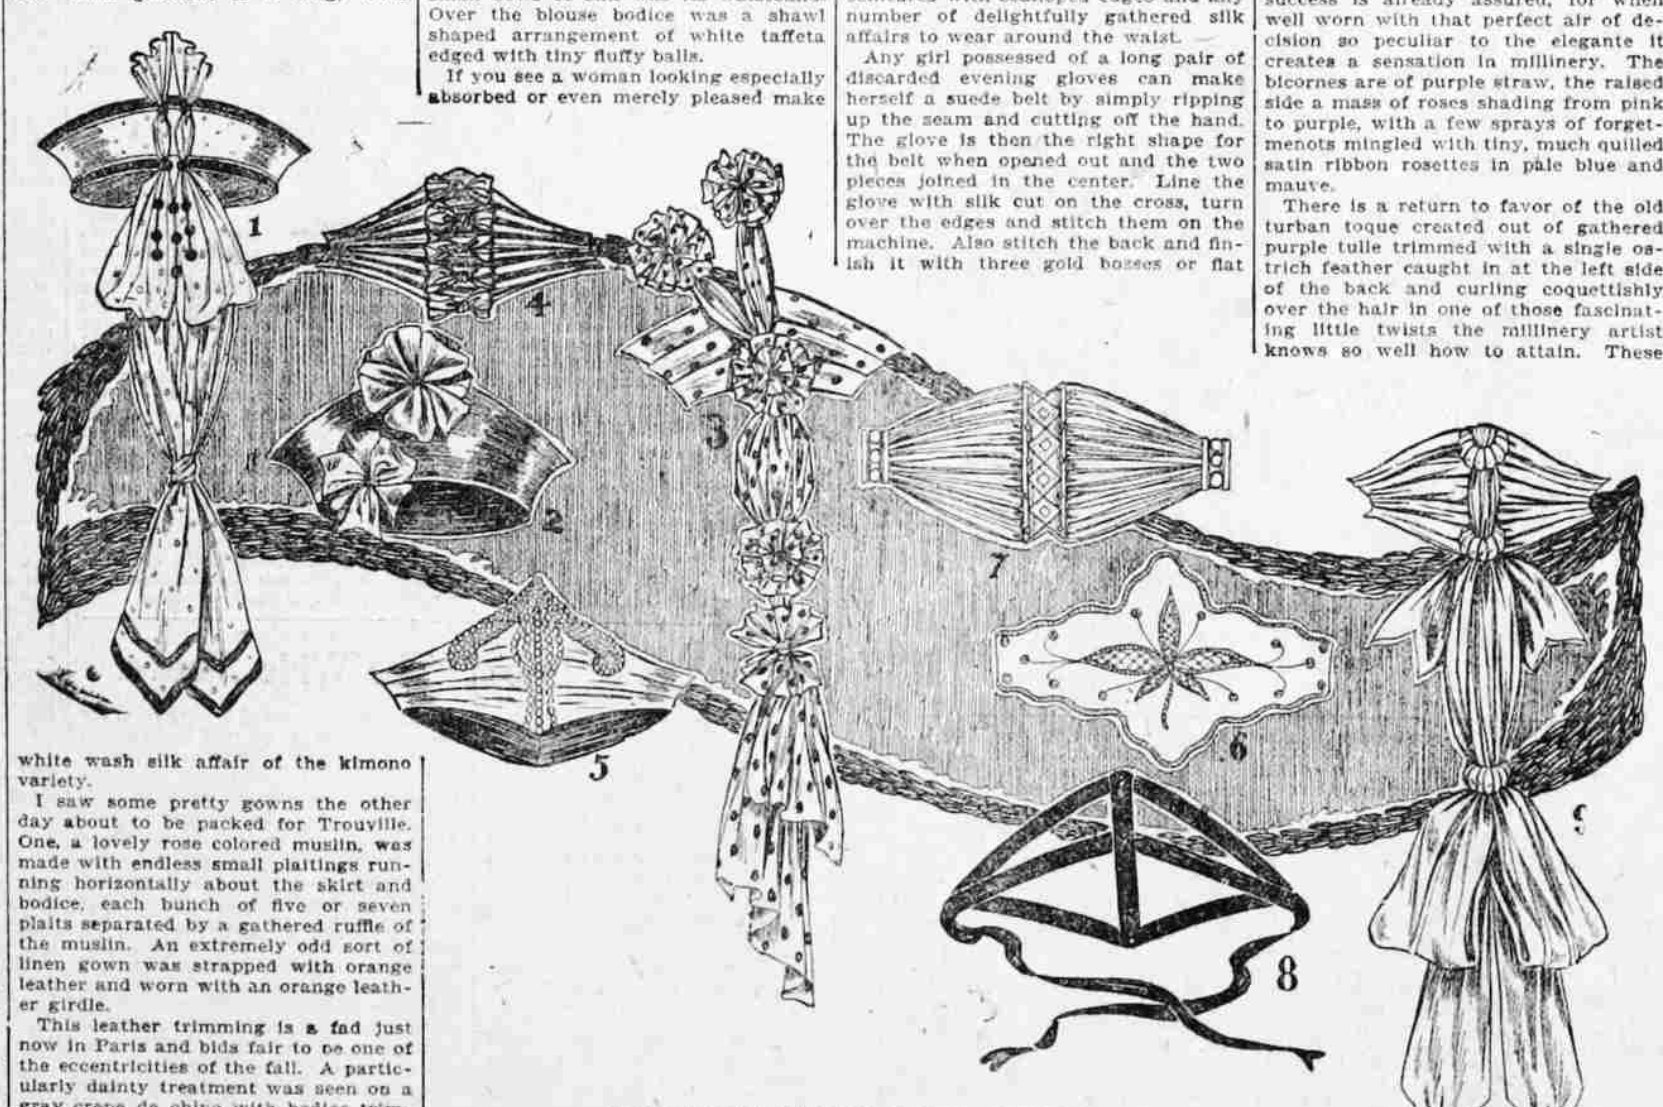 Over the blouse bodice was a shawl
shaped arrangement of white taffeta
edged with tiny fluffy balls.
If you see a woman looking especially
absorbed or even merely pleased make
number of delightfully gathered silk
affairs to wear around the waist.
Any girl possessed of a long pair of
discarded evening gloves can make
herself a suede belt by simply ripping
up the seam and cutting off the hand.
The glove is then the right shape for
the belt when opened out and the two
pieces joined in the center. Line the
glove with silk cut on the cross, turn
over the edges and stitch them on the
machine. Also stitch the back and fin-
ish it with three gold bosses or flat
success is already assured, for when
well worn with that perfect air of de-
cision so peculiar to the elegante it
creates a sensation in millinery. The
bicornes are of purple straw, the raised
side a mass of roses shading from pink
to purple, with a few sprays of forget-
menots mingled with tiny, much quilled
satin ribbon rosettes in pale blue and
mauve.
There is a return to favor of the old
turban toque created out of gathered
purple tulle trimmed with a single os-
trich feather caught in at the left side
of the back and curling coquettishly
over the hair in one of those fascinat-
ing little twists the millinery artist
knows so well how to attain. These
1
4
3
2
7
6
5
9
8
white wash silk affair of the kimono
variety.
I saw some pretty gowns the other
day about to be packed for Trouville.
One, a lovely rose colored muslin, was
made with endless small plaitings run-
ning horizontally about the skirt and
bodice, each bunch of five or seven
plaits separated by a gathered ruffle of
the muslin. An extremely odd sort of
linen gown was strapped with orange
leather and worn with an orange leath-
er girdle.
This leather trimming is a fad just
now in Paris and bids fair to be one of
the eccentricities of the fall. A partic-
ularly dainty treatment was seen on a